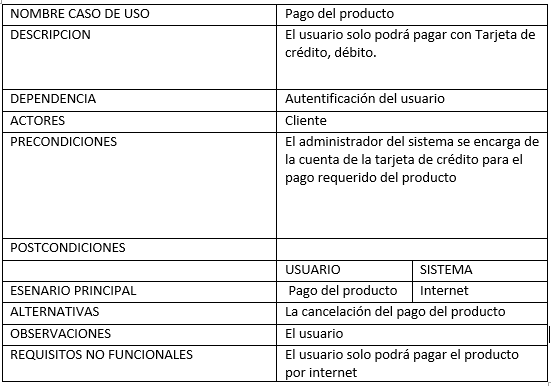 NOMBRE CASO DE USO Pago del producto
DESCRIPCION El usuario solo podrá pagar con Tarjeta de
crédito, débito.
DEPENDENCIA Autentificación del usuario
ACTORES Cliente
PRECONDICIONES El administrador del sistema se encarga de
la cuenta de la tarjeta de crédito para el
pago requerido del producto
POSTCONDICIONES
USUARIO SISTEMA
ESENARIO PRINCIPAL Pago del producto Internet
ALTERNATIVAS La cancelación del pago del producto
OBSERVACIONES El usuario
REQUISITOS NO FUNCIONALES El usuario solo podrá pagar el producto
por internet